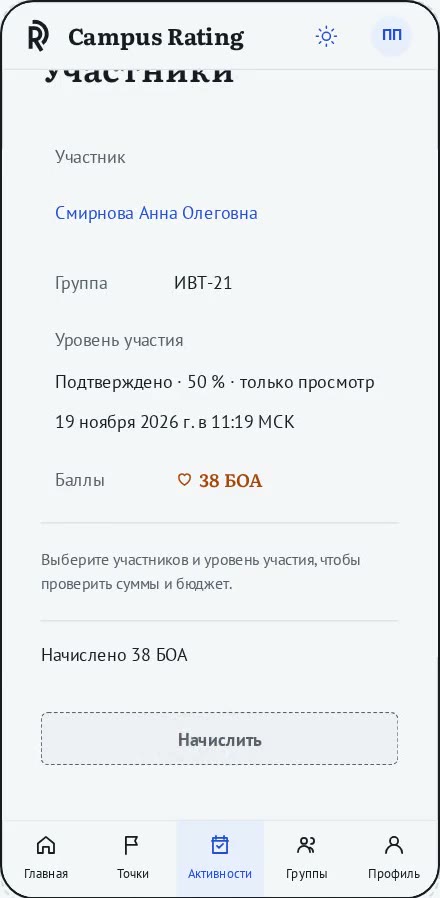 Campus Rating
ПП
Участники
Участник
Смирнова Анна Олеговна
Группа ИВТ-21
Уровень участия
Подтверждено · 50 % · только просмотр
19 ноября 2026 г. в 11:19 МСК
Баллы 38 БОА
Выберите участников и уровень участия, чтобы
проверить суммы и бюджет.
Начислено 38 БОА
Начислить
Главная Точки Активности Группы Профиль